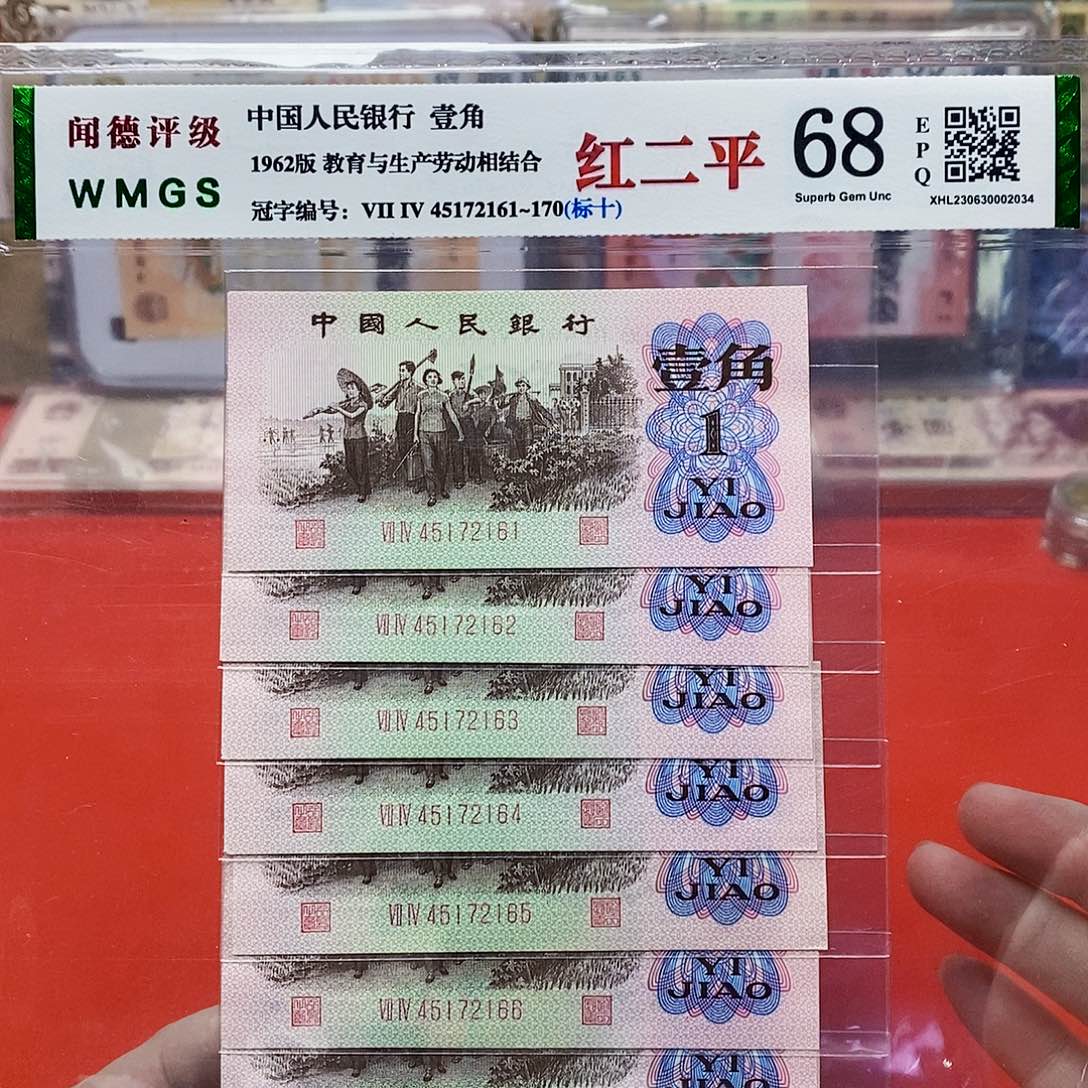 闻德评级
WMGS
中国人民银行 壹角
1962版 教育与生产劳动相结合
冠字编号：VII IV 45172161~170(标十)
红二平
68
Superb Gem Unc
EPQ
XHL230630002034
中國人民銀行
壹角
1
YI
JIAO
VII IV 45172161
YI
JIAO
VII IV 45172162
YI
JIAO
VII IV 45172163
YI
JIAO
VII IV 45172164
YI
JIAO
VII IV 45172165
YI
JIAO
VII IV 45172166
YI
JIAO